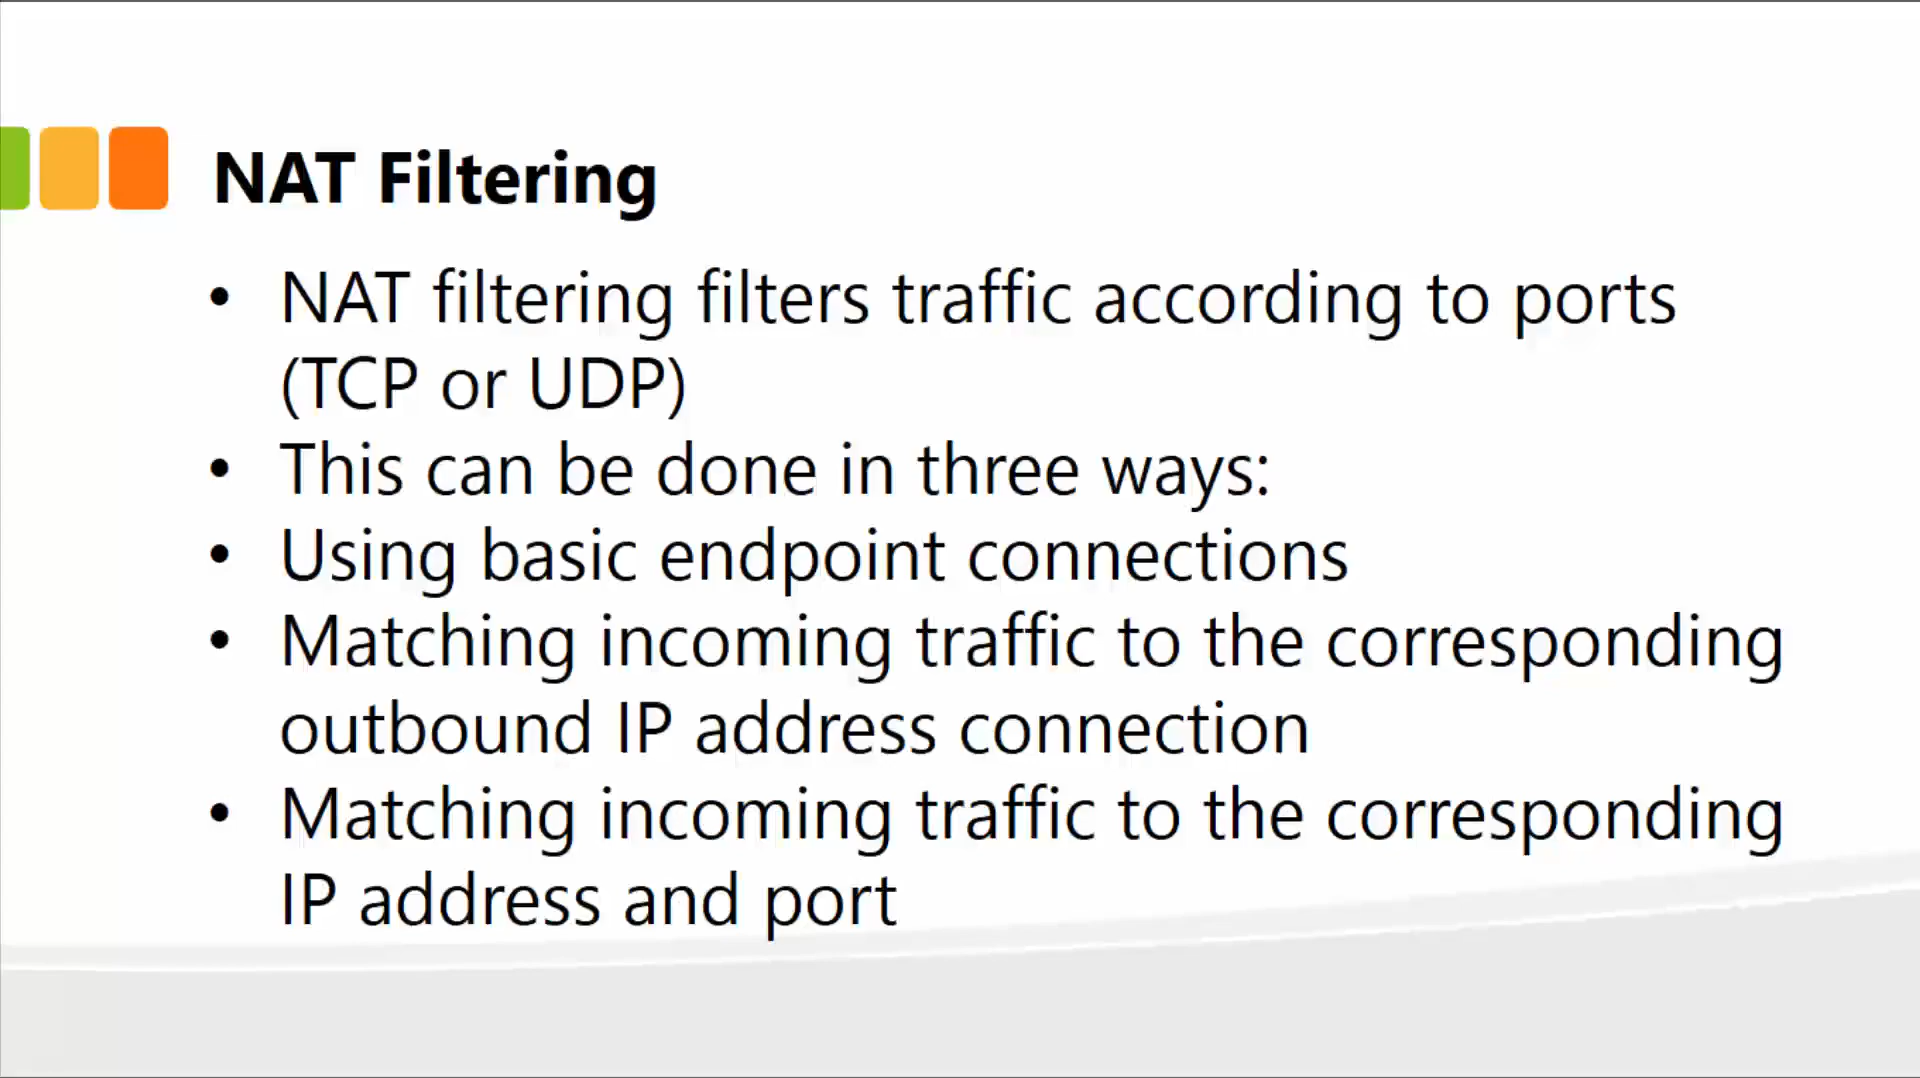 NAT Filtering
• NAT filtering filters traffic according to ports
(TCP or UDP)
• This can be done in three ways:
• Using basic endpoint connections
• Matching incoming traffic to the corresponding
outbound IP address connection
• Matching incoming traffic to the corresponding
IP address and port